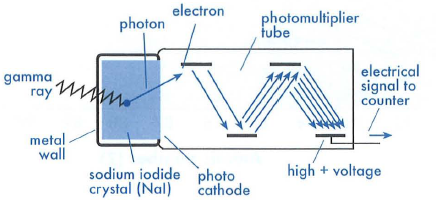 electron
photon
photomultiplier
tube
gamma
ray
electrical
signal to
counter
metal
wall
sodium iodide
crystal (NaI)
photo
cathode
high + voltage